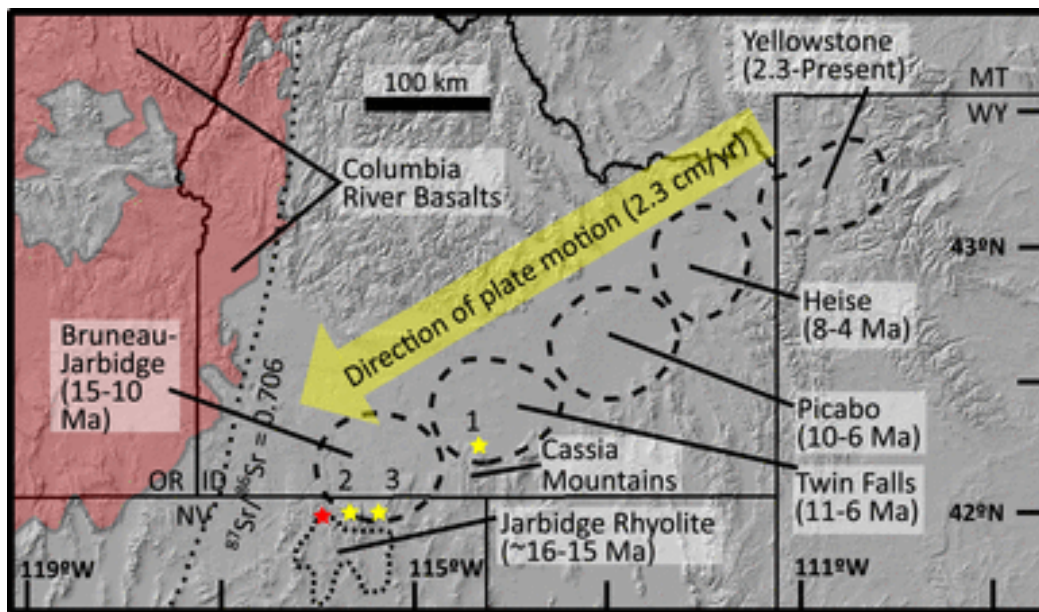 Yellowstone
(2.3-Present)
MT
WY
100 km
Columbia
River Basalts
Direction of plate motion (2.3 cm/yr)
43ºN
Heise
(8-4 Ma)
Bruneau-
Jarbidge
(15-10
Ma)
⁸⁷Sr/⁸⁶Sr = 0.706
Picabo
(10-6 Ma)
1
Cassia
Mountains
Twin Falls
(11-6 Ma)
OR ID
2 3
NV
42ºN
Jarbidge Rhyolite
(~16-15 Ma)
119ºW
115ºW
111ºW